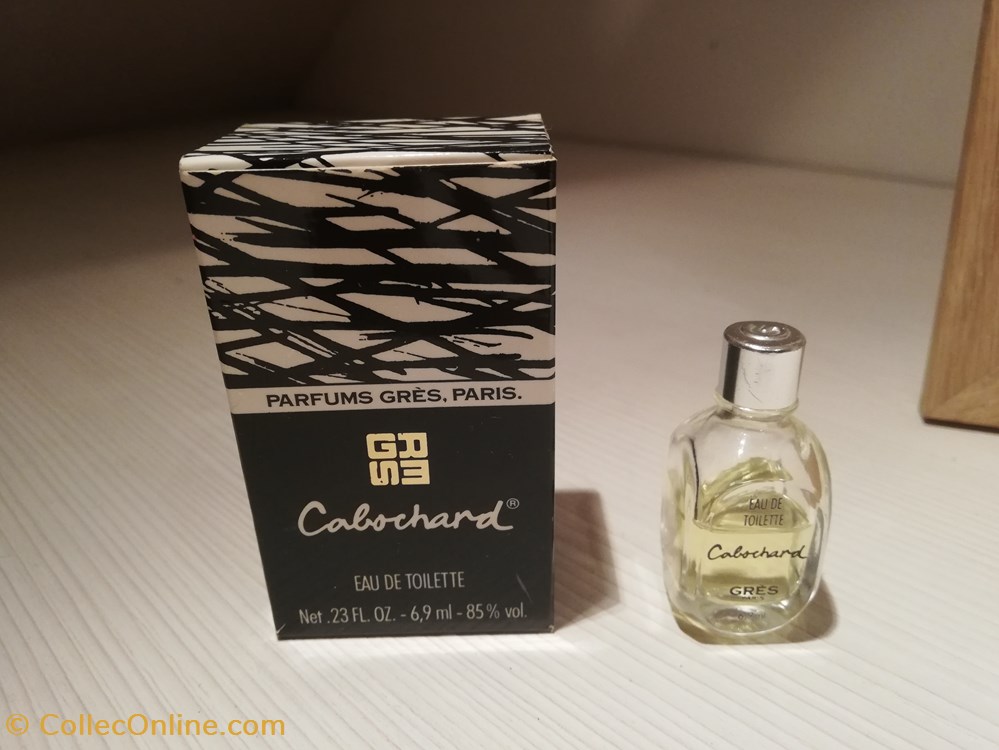 PARFUMS GRÈS, PARIS.
GRES
Cabochard®
EAU DE TOILETTE
Net .23 FL. OZ. - 6,9 ml - 85% vol.
EAU DE
TOILETTE
Cabochard
GRÈS
PARIS
© CollecOnline.com